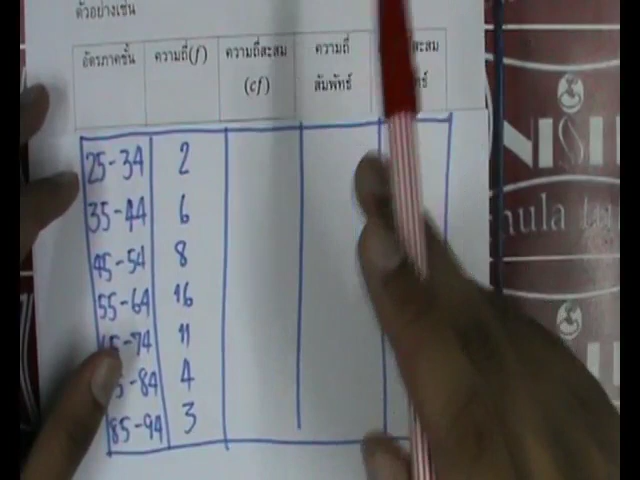 ตัวอย่างเช่น
อัตรภาคชั้น ความถี่(f) ความถี่สะสม ความถี่
(cf) สัมพัทธ์
25-34 2
35-44 6
45-54 8
55-64 16
-74 11
-84 4
85-94 3
NISI
mula